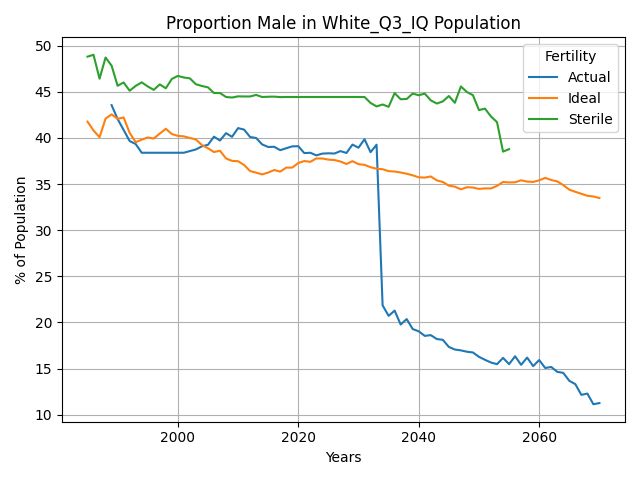 Proportion Male in White_Q3_IQ Population
% of Population
50
45
40
35
30
25
20
15
10
2000
2020
2040
2060
Years
Fertility
Actual
Ideal
Sterile